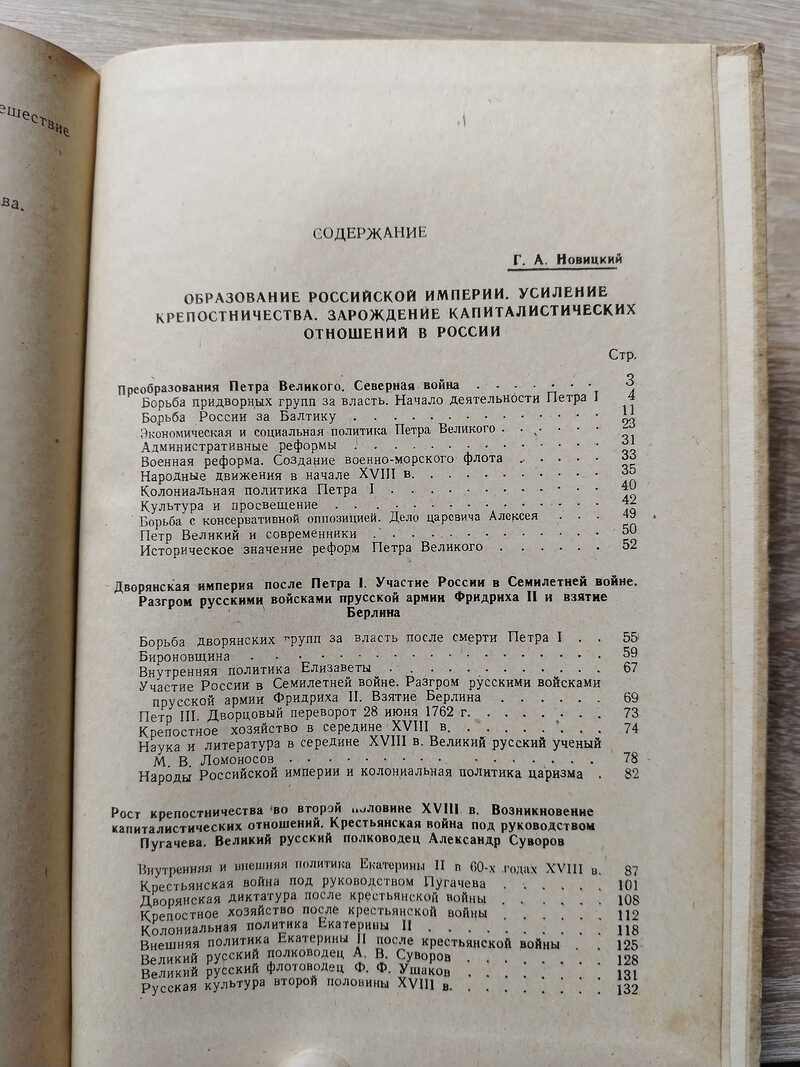 ешествие
ва.
СОДЕРЖАНИЕ
Г. А. Новицкий
ОБРАЗОВАНИЕ РОССИЙСКОЙ ИМПЕРИИ. УСИЛЕНИЕ
КРЕПОСТНИЧЕСТВА. ЗАРОЖДЕНИЕ КАПИТАЛИСТИЧЕСКИХ
ОТНОШЕНИЙ В РОССИИ
Стр.
Преобразования Петра Великого. Северная война . . . . . . . 3
Борьба придворных групп за власть. Начало деятельности Петра I 4
Борьба России за Балтику . . . . . . . . . . . . . 11
Экономическая и социальная политика Петра Великого . . . . . . 23
Административные реформы . . . . . . . . . . . . . 31
Военная реформа. Создание военно-морского флота . . . . . 33
Народные движения в начале XVIII в. . . . . . . . . . 35
Колониальная политика Петра I . . . . . . . . . . . 40
Культура и просвещение . . . . . . . . . . . . . . 42
Борьба с консервативной оппозицией. Дело царевича Алексея . . . 49
Петр Великий и современники . . . . . . . . . . . . 50
Историческое значение реформ Петра Великого . . . . . . 52
Дворянская империя после Петра I. Участие России в Семилетней войне.
Разгром русскими войсками прусской армии Фридриха II и взятие
Берлина
Борьба дворянских групп за власть после смерти Петра I . . 55
Бироновщина . . . . . . . . . . . . . . . . . 59
Внутренняя политика Елизаветы . . . . . . . . . . . 67
Участие России в Семилетней войне. Разгром русскими войсками
прусской армии Фридриха II. Взятие Берлина . . . . . . 69
Петр III. Дворцовый переворот 28 июня 1762 г. . . . . . . . 73
Крепостное хозяйство в середине XVIII в. . . . . . . . . 74
Наука и литература в середине XVIII в. Великий русский ученый
М. В. Ломоносов . . . . . . . . . . . . . . . 78
Народы Российской империи и колониальная политика царизма . 82
Рост крепостничества во второй половине XVIII в. Возникновение
капиталистических отношений. Крестьянская война под руководством
Пугачева. Великий русский полководец Александр Суворов
Внутренняя и внешняя политика Екатерины II в 60-х годах XVIII в. 87
Крестьянская война под руководством Пугачева . . . . . . 101
Дворянская диктатура после крестьянской войны . . . . . . 108
Крепостное хозяйство после крестьянской войны . . . . . . 112
Колониальная политика Екатерины II . . . . . . . . . . 118
Внешняя политика Екатерины II после крестьянской войны . . 125
Великий русский полководец А. В. Суворов . . . . . . . . 128
Великий русский флотоводец Ф. Ф. Ушаков . . . . . . . . 131
Русская культура второй половины XVIII в. . . . . . . . . 132